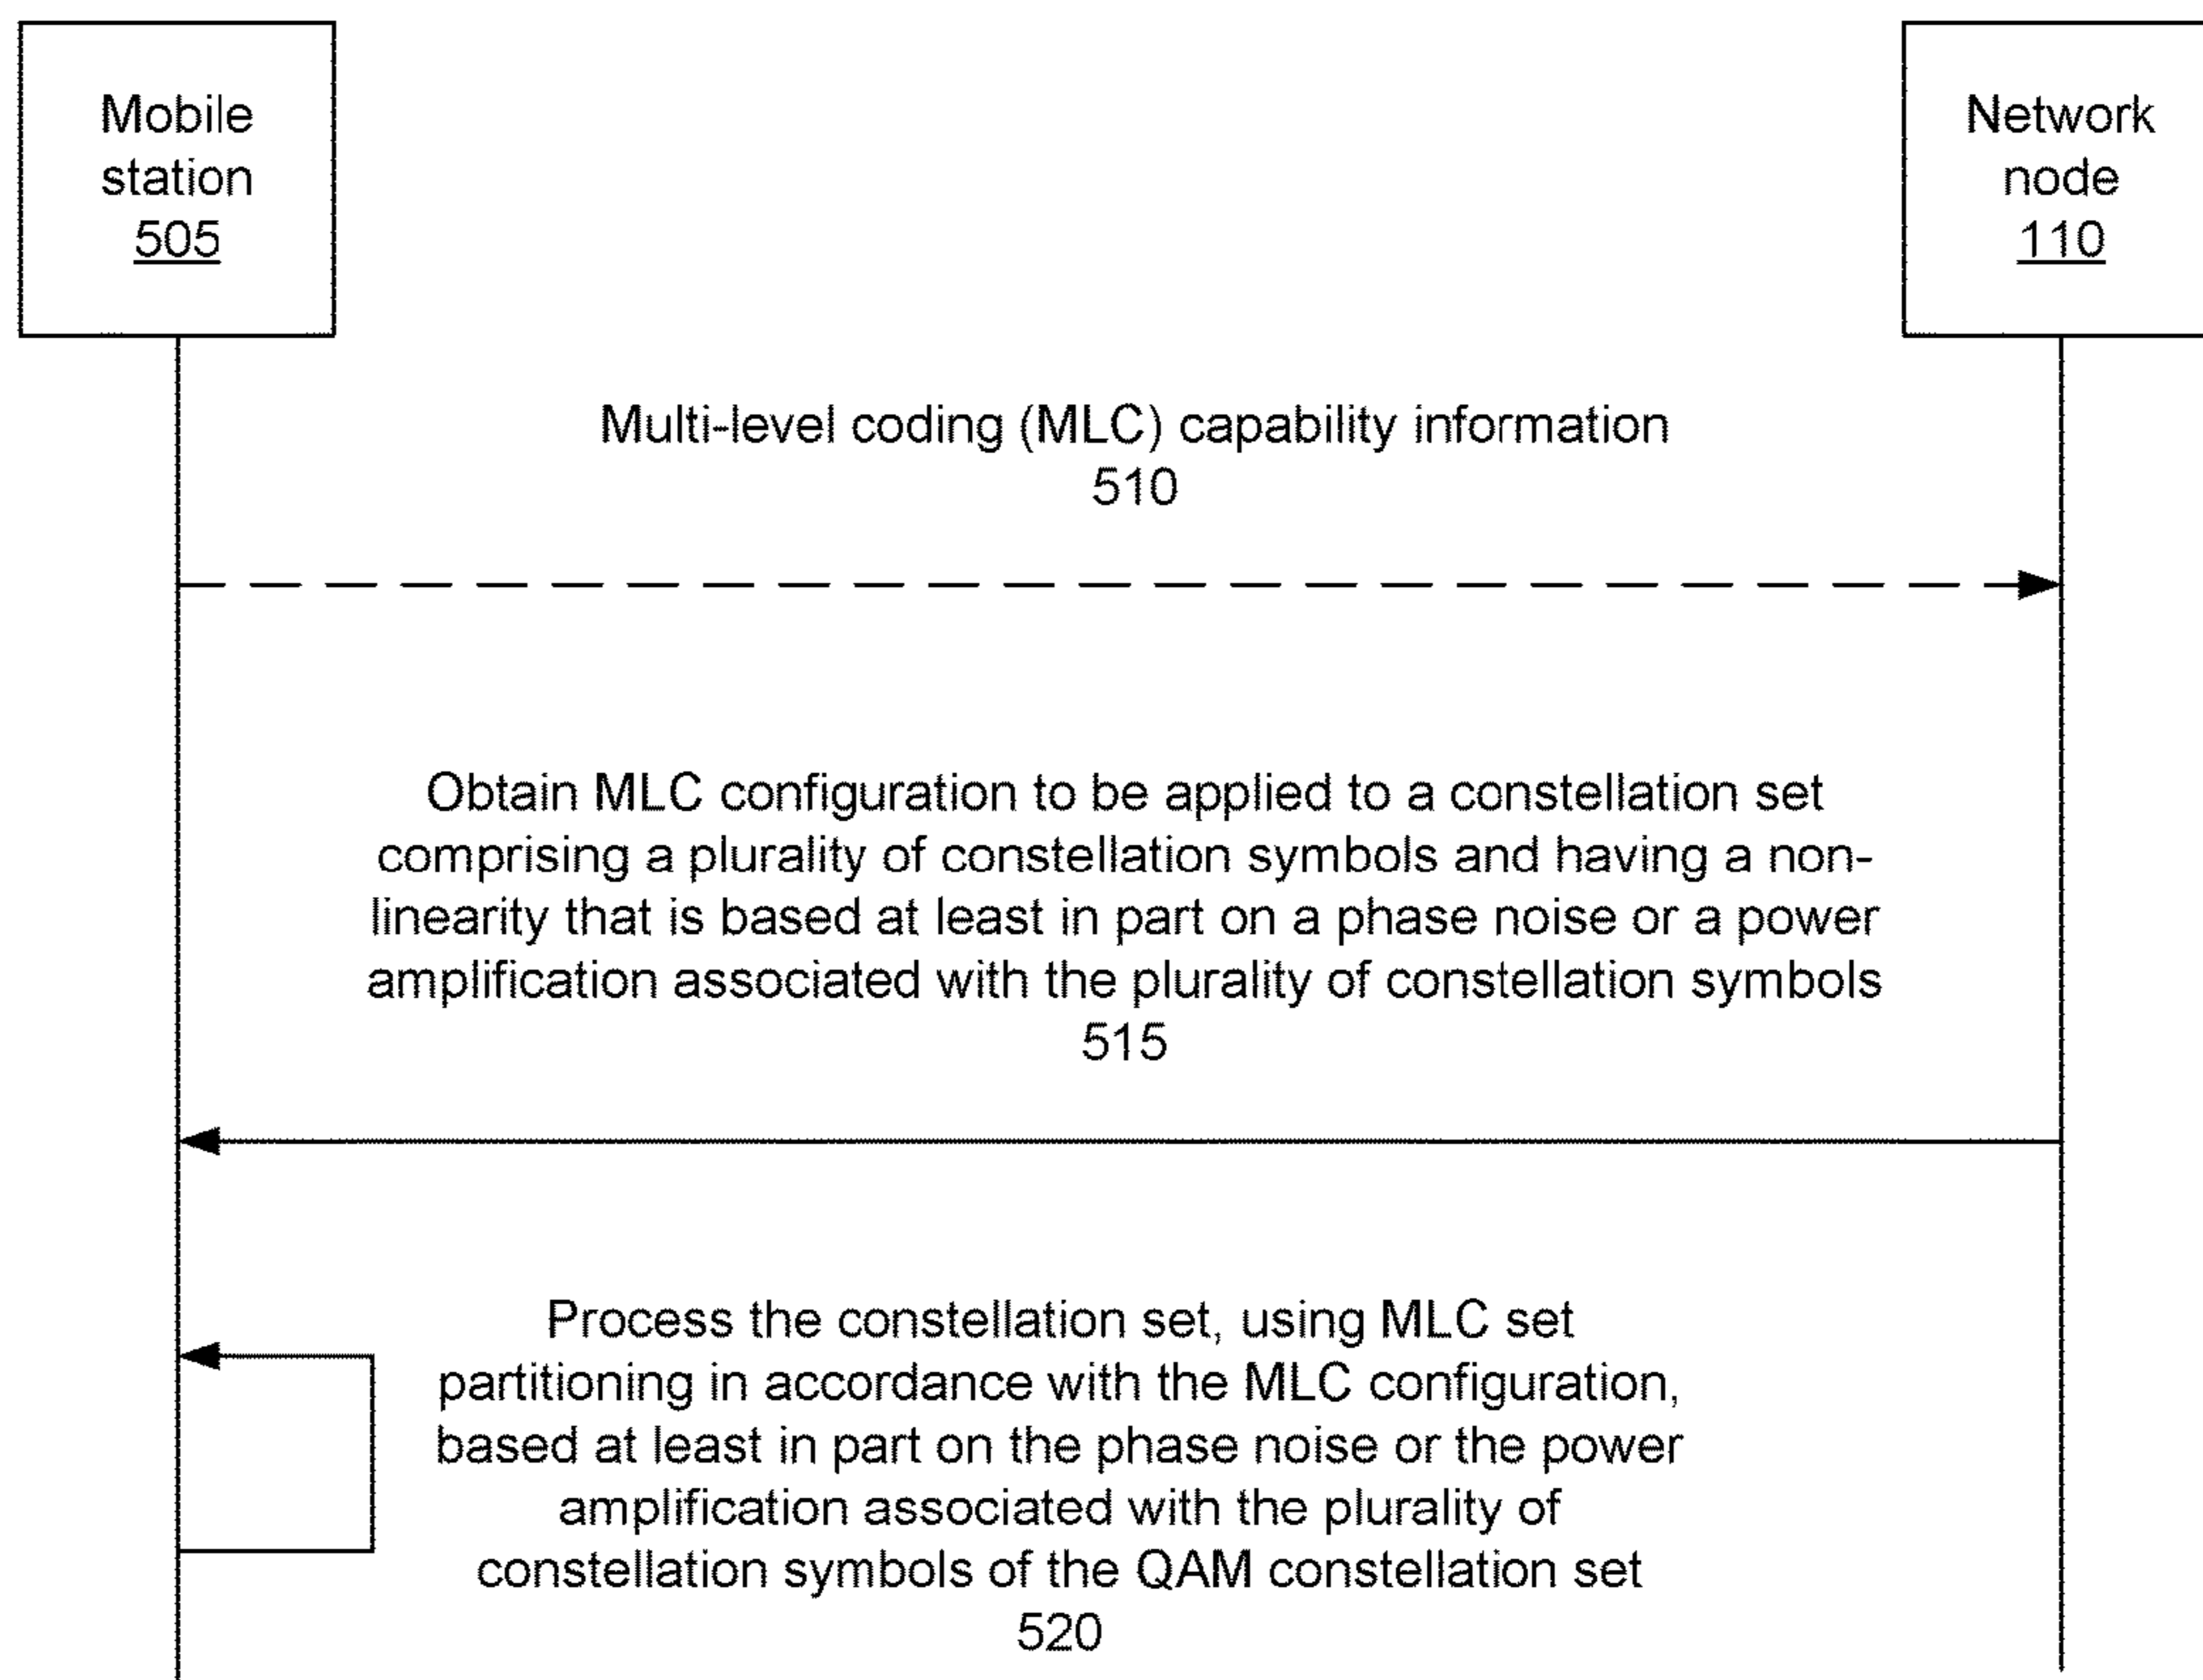 Mobile
station
505
Network
node
110
Multi-level coding (MLC) capability information
510
Obtain MLC configuration to be applied to a constellation set
comprising a plurality of constellation symbols and having a non-
linearity that is based at least in part on a phase noise or a power
amplification associated with the plurality of constellation symbols
515
Process the constellation set, using MLC set
partitioning in accordance with the MLC configuration,
based at least in part on the phase noise or the power
amplification associated with the plurality of
constellation symbols of the QAM constellation set
520